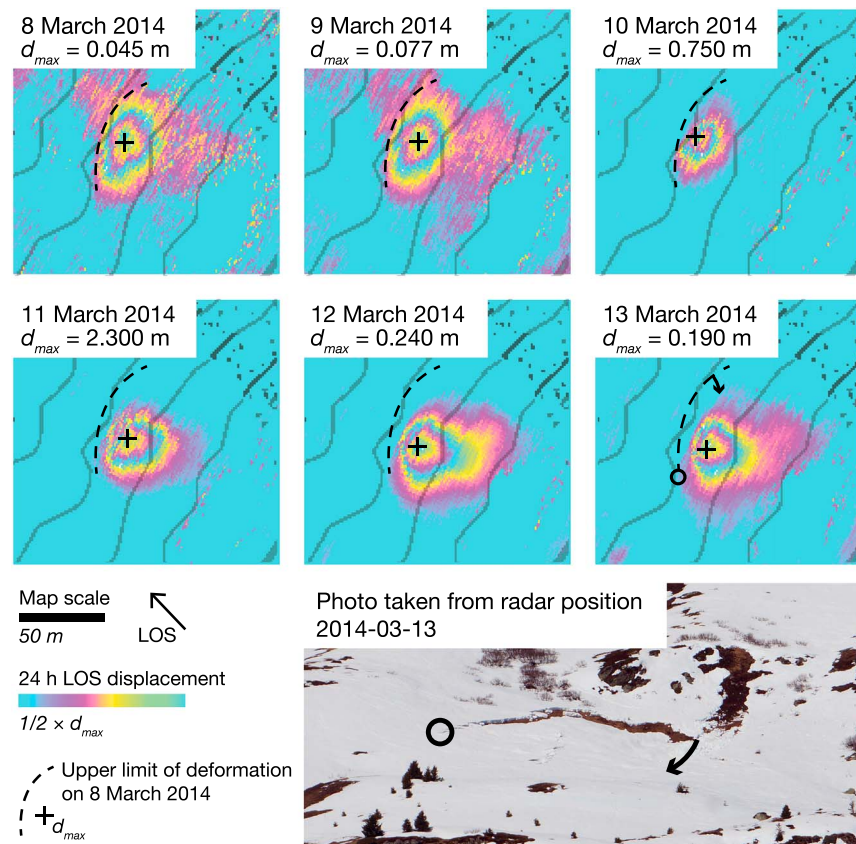 8 March 2014
dmax = 0.045 m
9 March 2014
dmax = 0.077 m
10 March 2014
dmax = 0.750 m
11 March 2014
dmax = 2.300 m
12 March 2014
dmax = 0.240 m
13 March 2014
dmax = 0.190 m
Map scale
50 m
LOS
24 h LOS displacement
1/2 × dmax
Upper limit of deformation
on 8 March 2014
dmax
Photo taken from radar position
2014-03-13